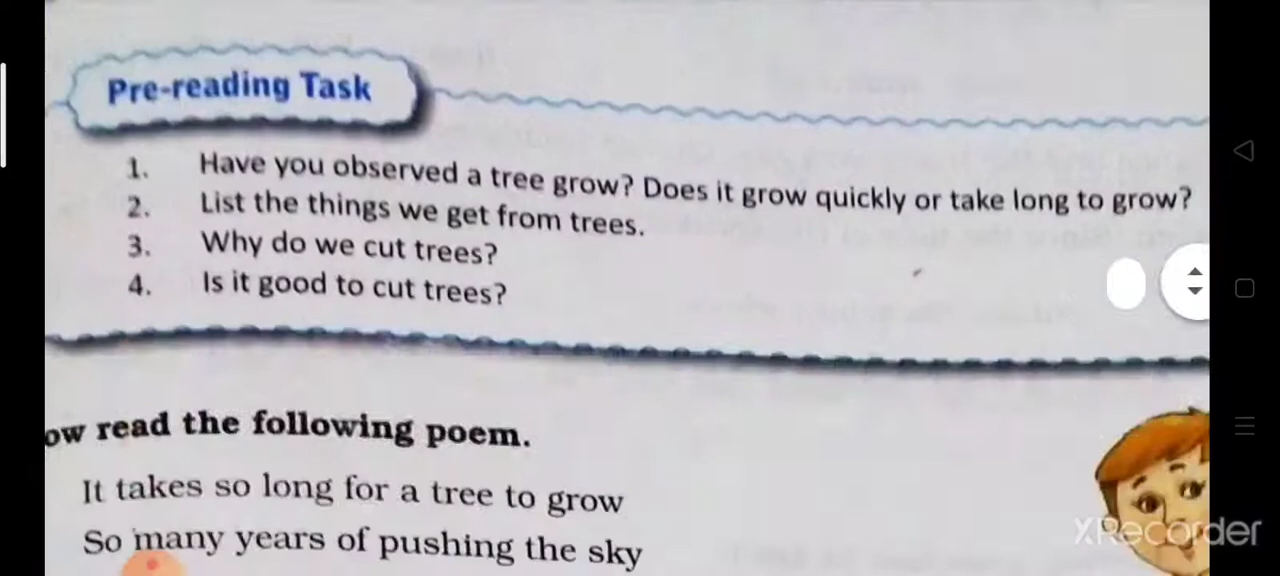 Pre-reading Task
1. Have you observed a tree grow? Does it grow quickly or take long to grow?
2. List the things we get from trees.
3. Why do we cut trees?
4. Is it good to cut trees?
ow read the following poem.
It takes so long for a tree to grow
So many years of pushing the sky
XRecorder